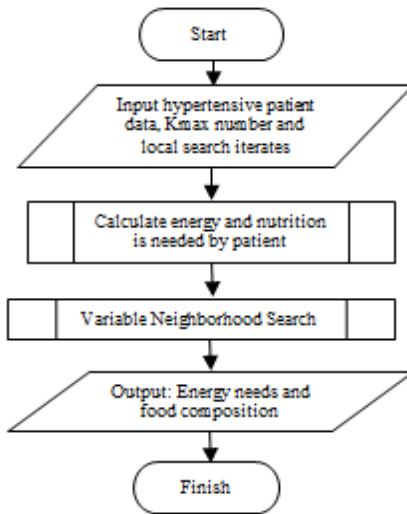 Start
Input hypertensive patient
data, Kmax number and
local search iterates
Calculate energy and nutrition
is needed by patient
Variable Neighborhood Search
Output: Energy needs and
food composition
Finish